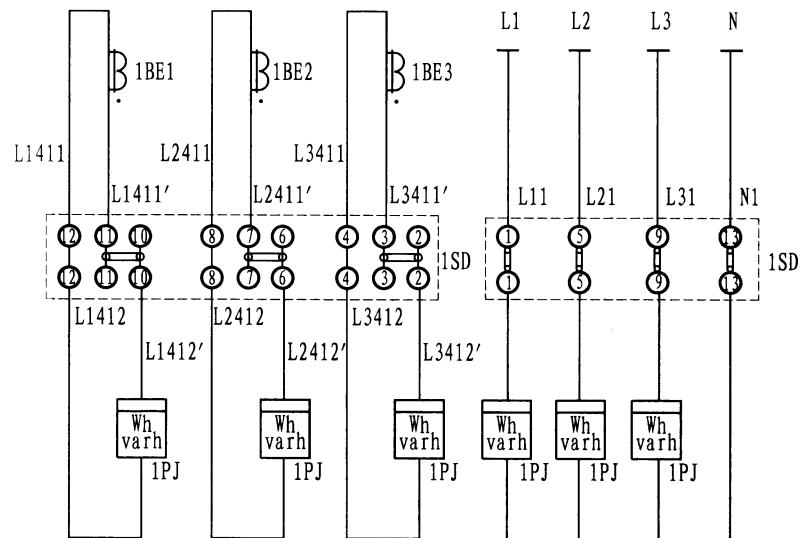 L1 L2 L3 N
1BE1 1BE2 1BE3
L1411 L2411 L3411
L1411′ L2411′ L3411′ L11 L21 L31 N1
12 11 10 8 7 6 4 3 2 1 5 9 13
1SD 1SD
12 11 10 8 7 6 4 3 2 1 5 9 13
L1412 L2412 L3412
L1412′ L2412′ L3412′
Wh Wh Wh Wh Wh Wh
varh varh varh varh varh varh
1PJ 1PJ 1PJ 1PJ 1PJ 1PJ